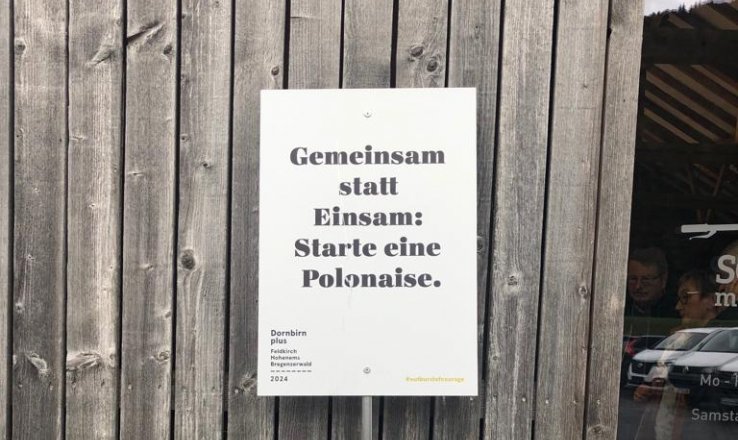 Gemeinsam
statt
Einsam:
Starte eine
Polonaise.
Dornbirn
plus
Feldkirch
Hohenems
Bregenzerwald
2024
Mo -
Samsta